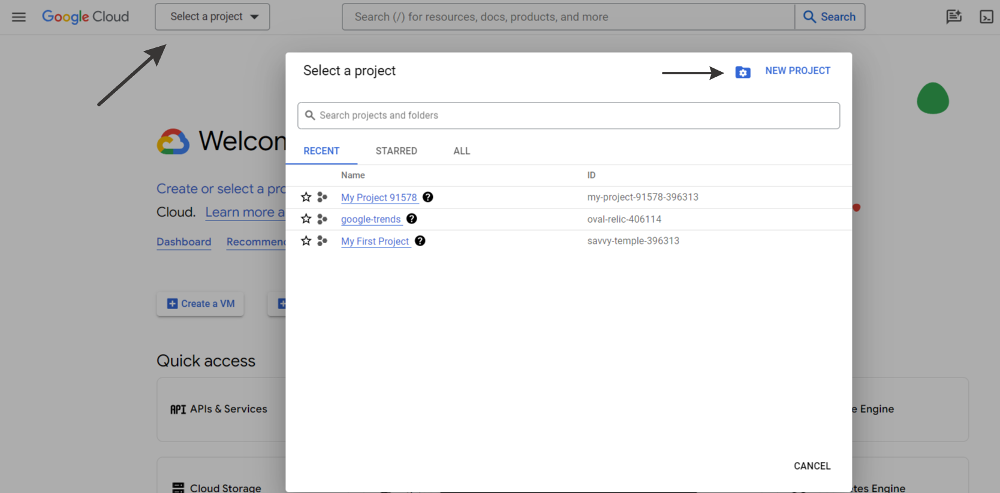 Google Cloud
Select a project
Search (/) for resources, docs, products, and more
Search
Select a project
NEW PROJECT
Search projects and folders
RECENT STARRED ALL
Name ID
My Project 91578 ? my-project-91578-396313
google-trends ? oval-relic-406114
My First Project ? savvy-temple-396313
CANCEL
Welcon
Create or select a pro
Cloud. Learn more a
Dashboard Recommend
Create a VM
Quick access
API APIs & Services
e Engine
Cloud Storage
tes Engine